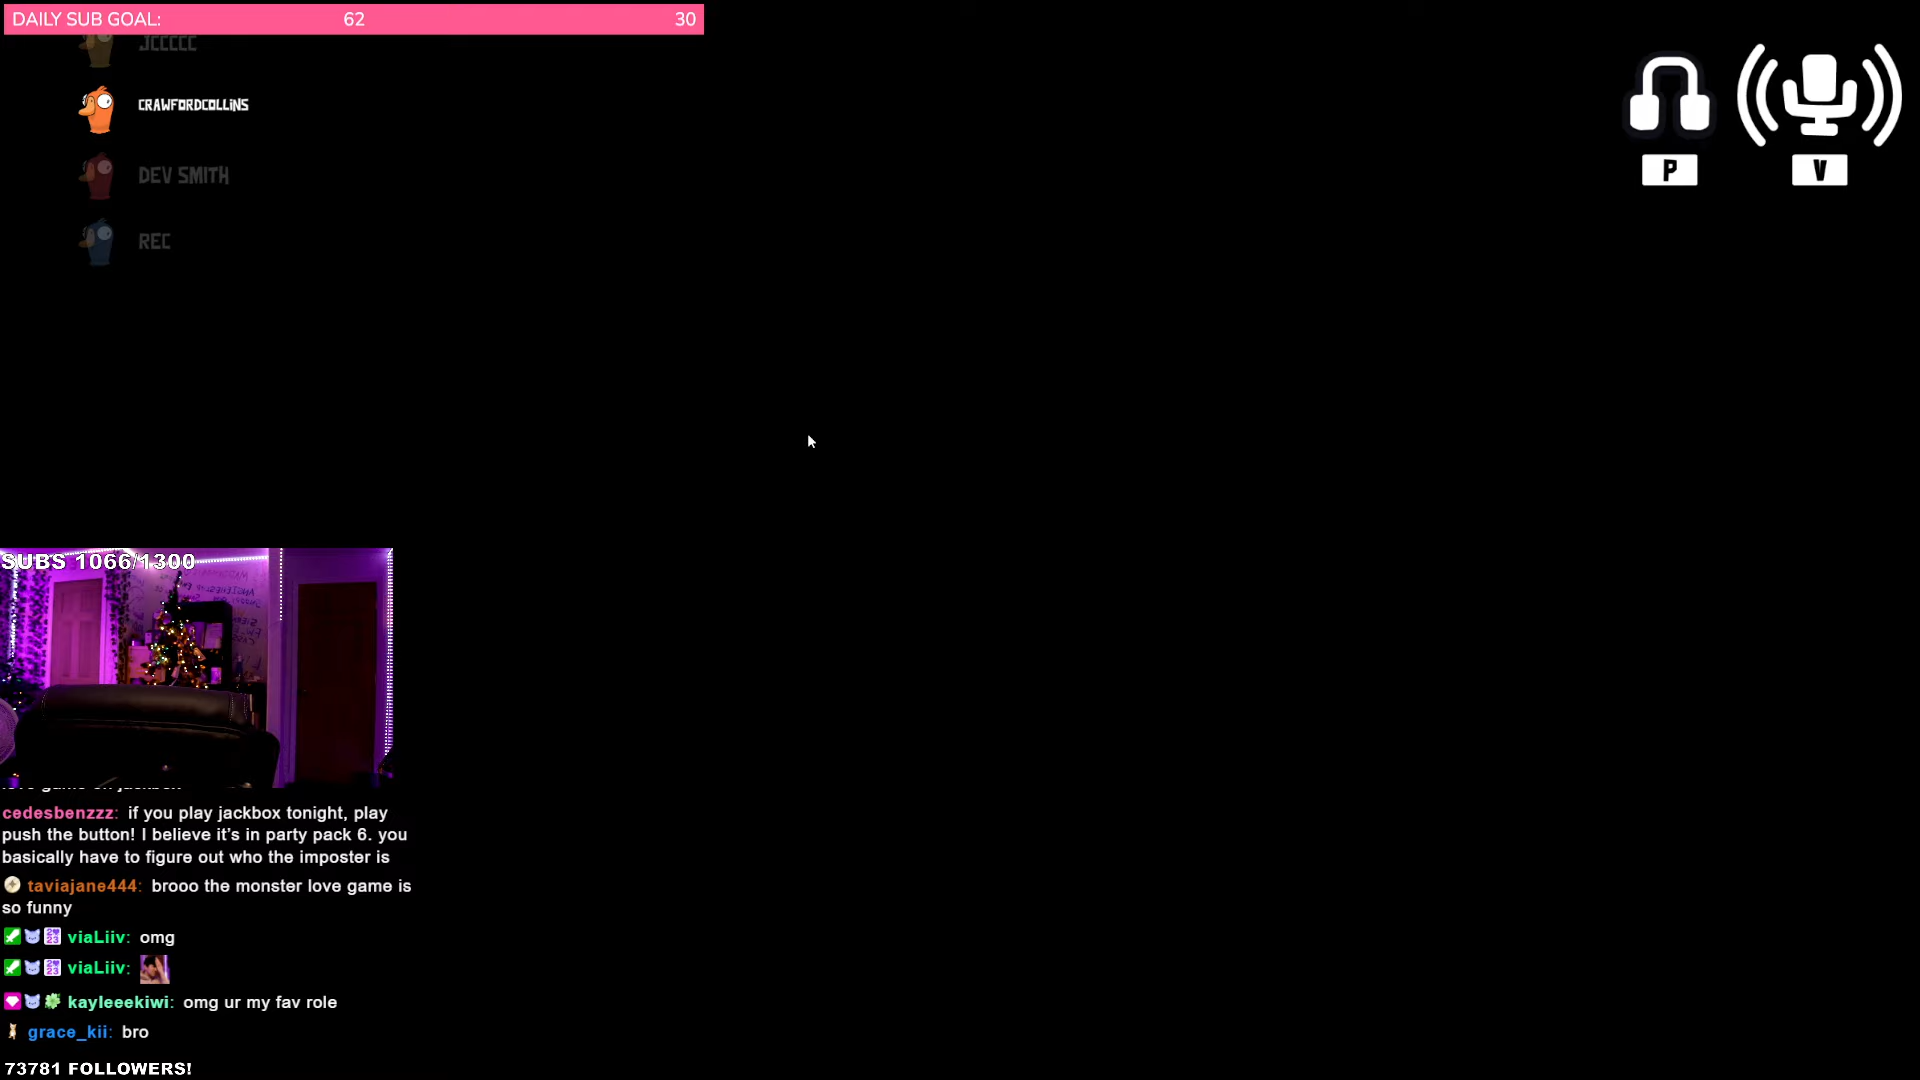 DAILY SUB GOAL: 62 30
JCCCCC
CRAWFORDCOLLINS
DEV SMITH
REC
P V
SUBS 1066/1300
cedesbenzzz: if you play jackbox tonight, play
push the button! I believe it's in party pack 6. you
basically have to figure out who the imposter is
taviajane444: brooo the monster love game is
so funny
viaLiiv: omg
viaLiiv:
kayleeekiwi: omg ur my fav role
grace_kii: bro
73781 FOLLOWERS!